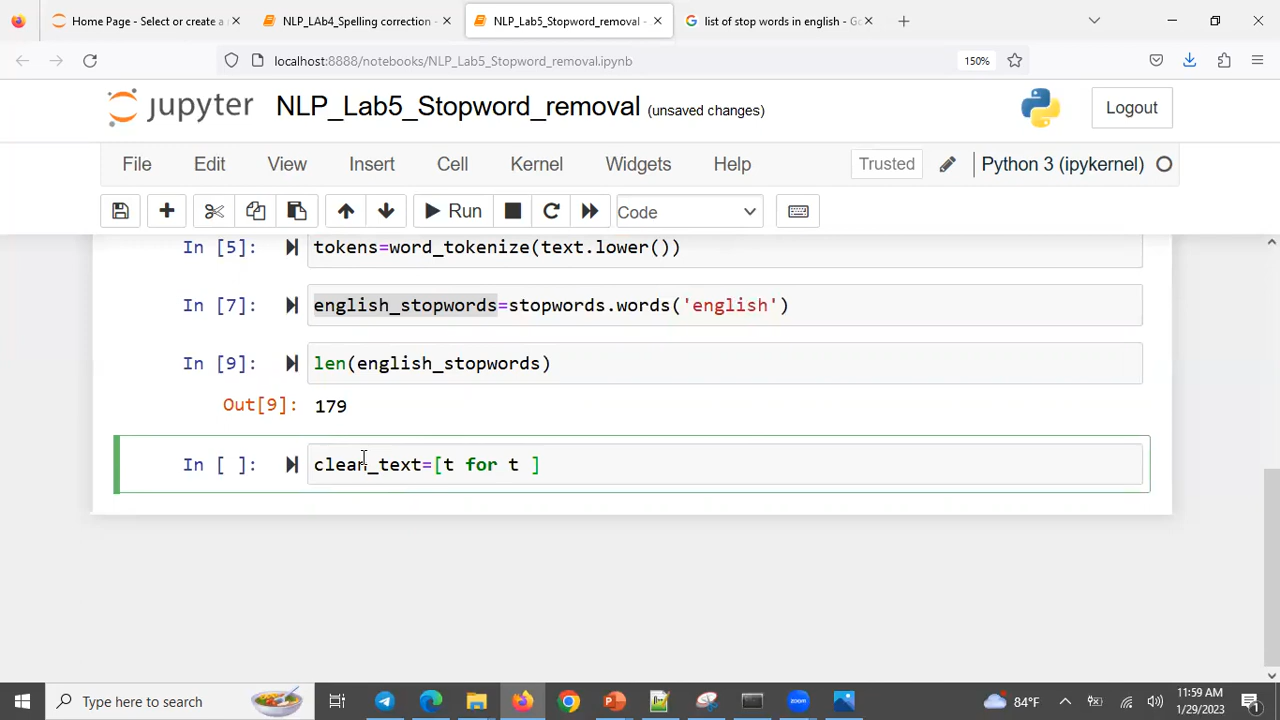 Home Page - Select or create a
NLP_LAb4_Spelling correction -
NLP_Lab5_Stopword_removal -
list of stop words in english - Go
localhost:8888/notebooks/NLP_Lab5_Stopword_removal.ipynb
150%
jupyter NLP_Lab5_Stopword_removal (unsaved changes)
Logout
File Edit View Insert Cell Kernel Widgets Help
Trusted
Python 3 (ipykernel)
Run
Code
In [5]: tokens=word_tokenize(text.lower())
In [7]: english_stopwords=stopwords.words('english')
In [9]: len(english_stopwords)
Out[9]: 179
In [ ]: clean_text=[t for t ]
Type here to search
zoom
84°F
11:59 AM
1/29/2023
1